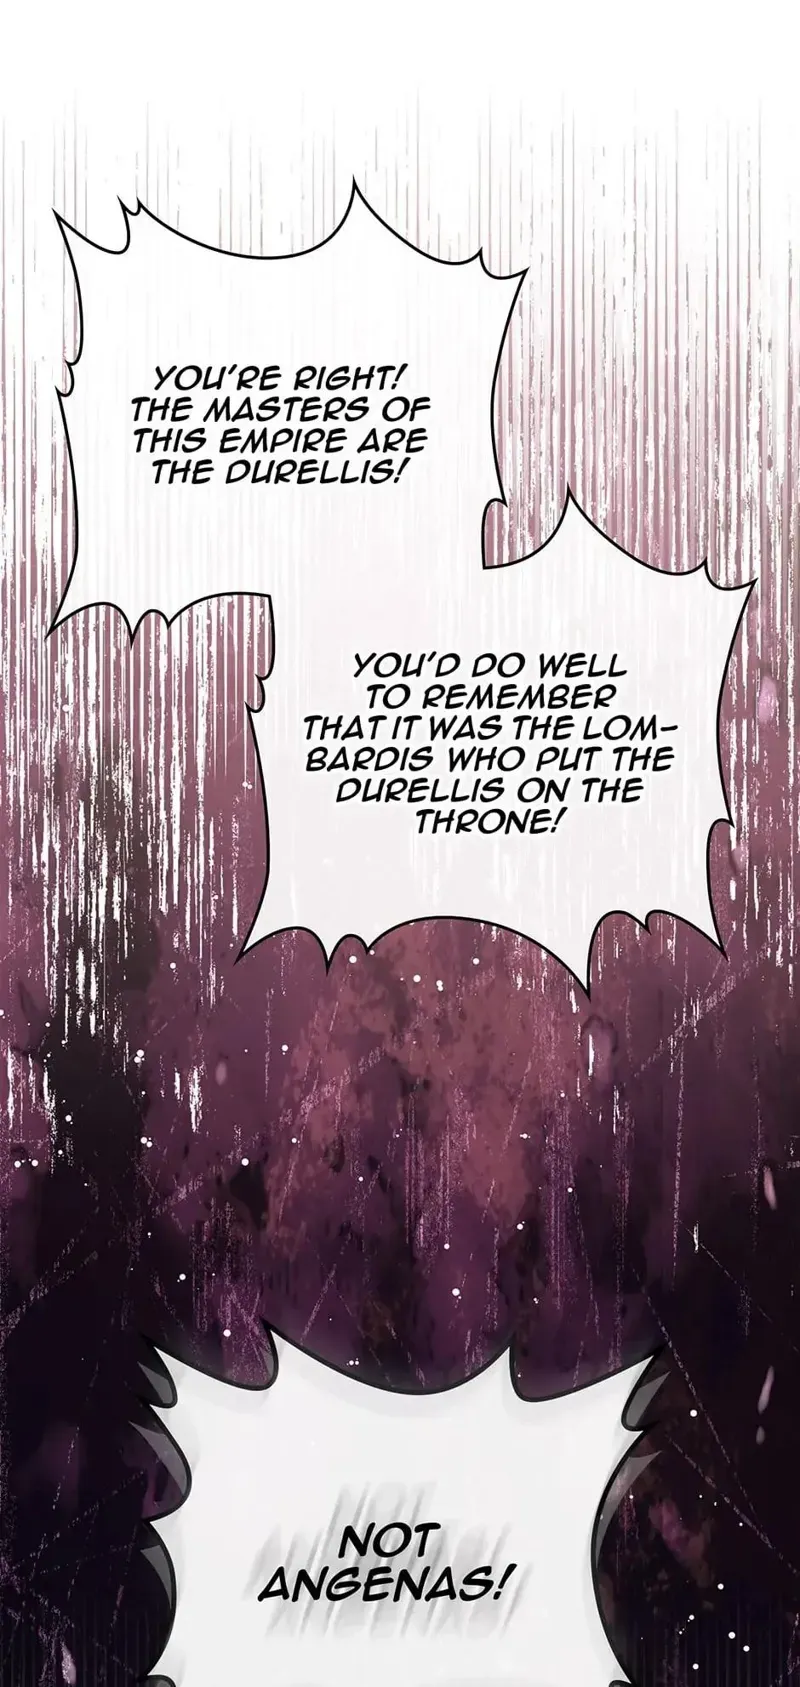 YOU'RE RIGHT!
THE MASTERS OF
THIS EMPIRE ARE
THE DURELLIS!
YOU'D DO WELL
TO REMEMBER
THAT IT WAS THE LOM-
BARDIS WHO PUT THE
DURELLIS ON THE
THRONE!
NOT
ANGENAS!